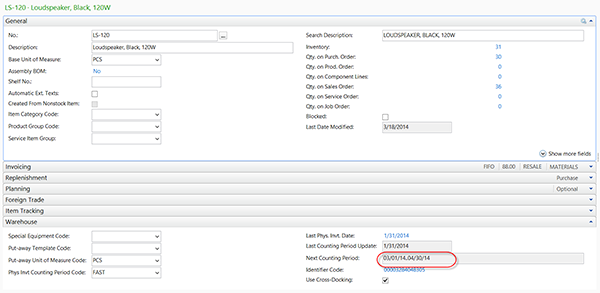 LS-120 - Loudspeaker, Black, 120W
General
No.: LS-120 ...
Description: Loudspeaker, Black, 120W
Base Unit of Measure: PCS
Assembly BOM: No
Shelf No.:
Automatic Ext. Texts:
Created From Nonstock Item:
Item Category Code:
Product Group Code:
Service Item Group:
Search Description: LOUDSPEAKER, BLACK, 120W
Inventory: 31
Qty. on Purch. Order: 30
Qty. on Prod. Order: 0
Qty. on Component Lines: 0
Qty. on Sales Order: 36
Qty. on Service Order: 0
Qty. on Job Order: 0
Blocked:
Last Date Modified: 3/18/2014
Show more fields
Invoicing FIFO 88.00 RESALE MATERIALS
Replenishment Purchase
Planning Optional
Foreign Trade
Item Tracking
Warehouse
Special Equipment Code:
Put-away Template Code:
Put-away Unit of Measure Code: PCS
Phys Invt Counting Period Code: FAST
Last Phys. Invt. Date: 1/31/2014
Last Counting Period Update: 1/31/2014
Next Counting Period: 03/01/14..04/30/14
Identifier Code: 00003284048305
Use Cross-Docking: